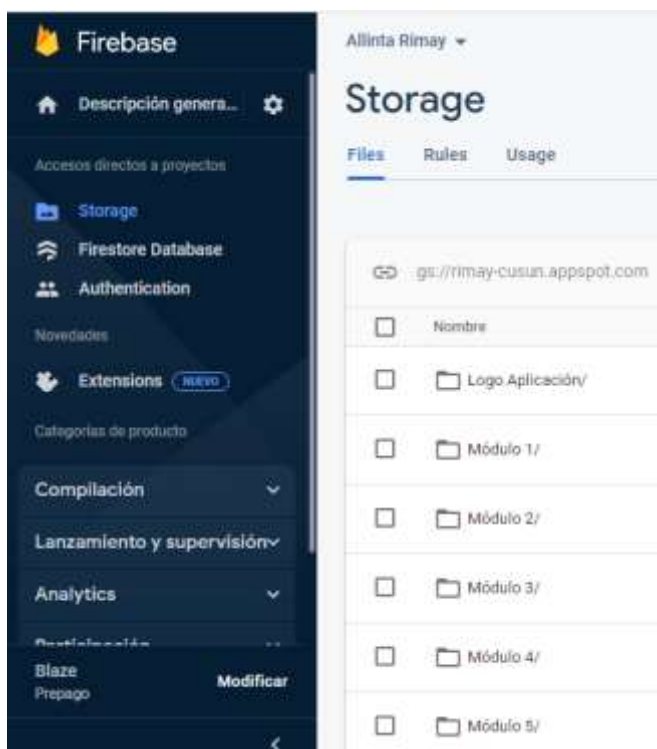 Firebase
Descripción genera...
Accesos directos a proyectos
Storage
Firestore Database
Authentication
Novedades
Extensions NUEVO
Categorías de producto
Compilación
Lanzamiento y supervisión
Analytics
Participación
Blaze
Prepago
Modificar
Allinta Rimay
Storage
Files Rules Usage
gs://rimay-cusun.appspot.com
Nombre
Logo Aplicación/
Módulo 1/
Módulo 2/
Módulo 3/
Módulo 4/
Módulo 5/